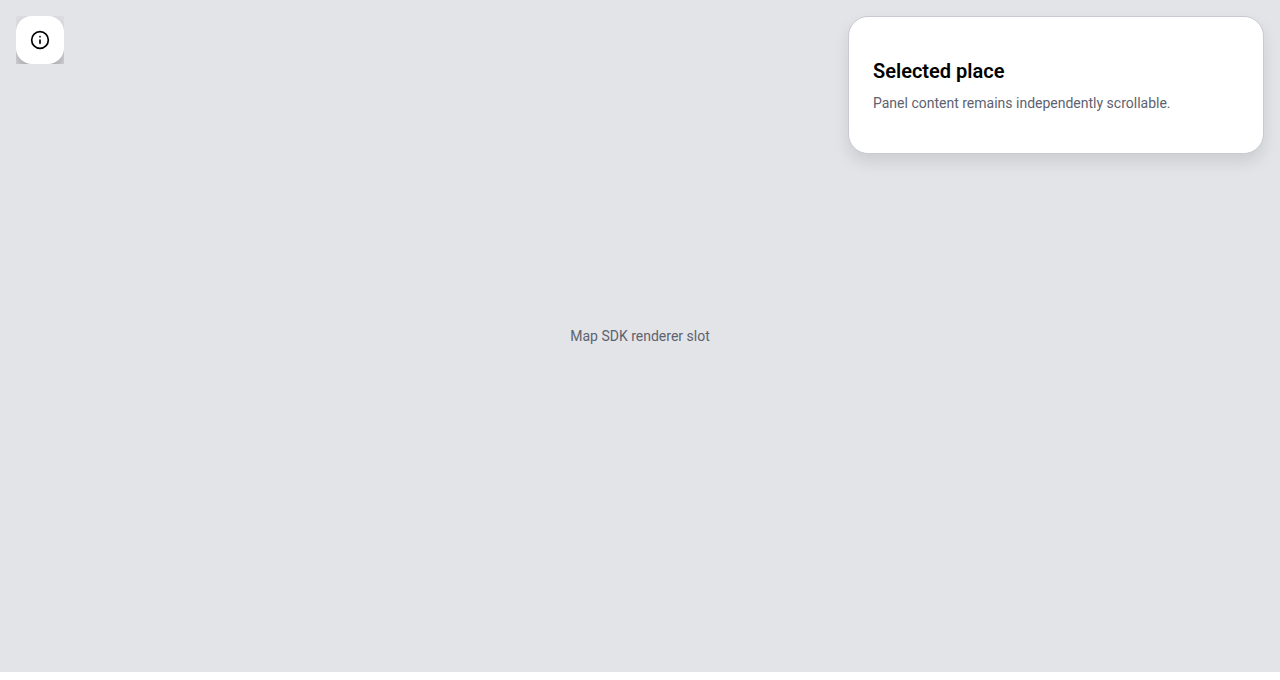 Selected place
Panel content remains independently scrollable.
Map SDK renderer slot